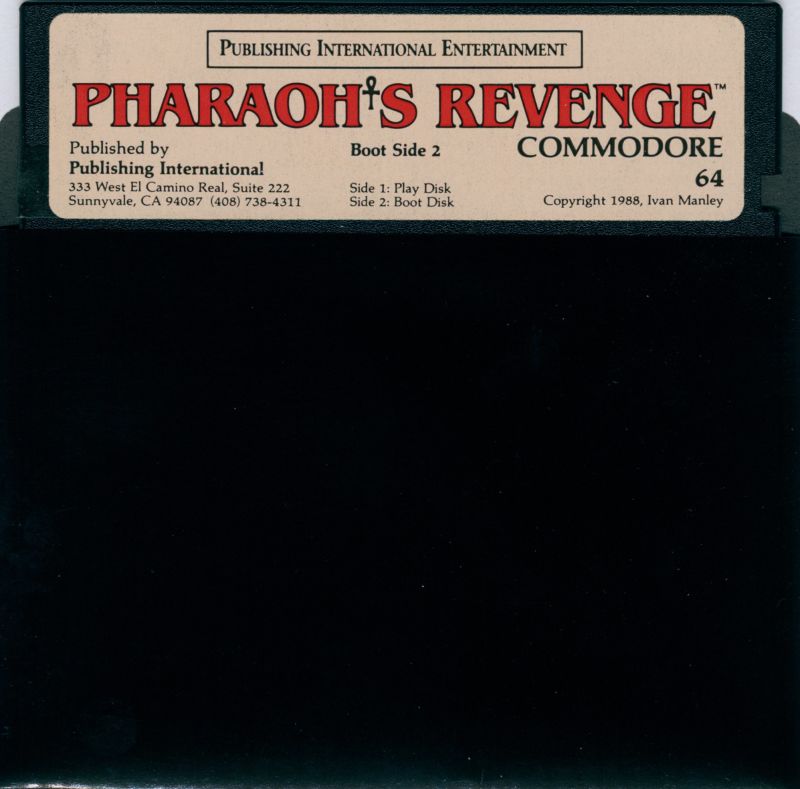 PUBLISHING INTERNATIONAL ENTERTAINMENT
PHARAOH'S REVENGE™
Published by
Publishing International
333 West El Camino Real, Suite 222
Sunnyvale, CA 94087 (408) 738-4311
Boot Side 2
Side 1: Play Disk
Side 2: Boot Disk
COMMODORE
64
Copyright 1988, Ivan Manley